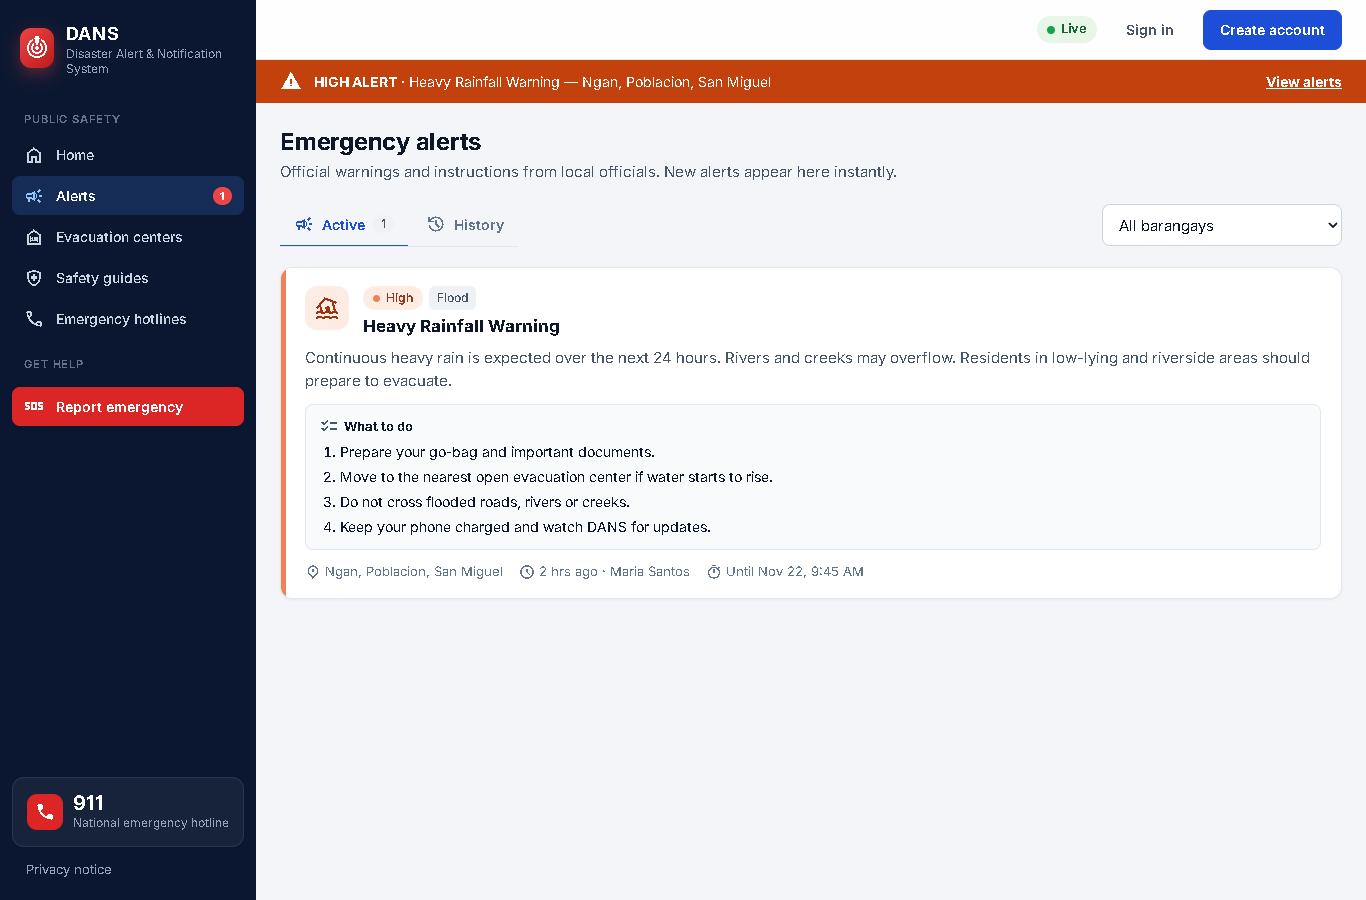 DANS
Disaster Alert & Notification
System
PUBLIC SAFETY
Home
Alerts
1
Evacuation centers
Safety guides
Emergency hotlines
GET HELP
SOS
Report emergency
911
National emergency hotline
Privacy notice
Live
Sign in
Create account
HIGH ALERT · Heavy Rainfall Warning — Ngan, Poblacion, San Miguel
View alerts
Emergency alerts
Official warnings and instructions from local officials. New alerts appear here instantly.
Active 1
History
All barangays
High
Flood
Heavy Rainfall Warning
Continuous heavy rain is expected over the next 24 hours. Rivers and creeks may overflow. Residents in low-lying and riverside areas should
prepare to evacuate.
What to do
1. Prepare your go-bag and important documents.
2. Move to the nearest open evacuation center if water starts to rise.
3. Do not cross flooded roads, rivers or creeks.
4. Keep your phone charged and watch DANS for updates.
Ngan, Poblacion, San Miguel
2 hrs ago · Maria Santos
Until Nov 22, 9:45 AM